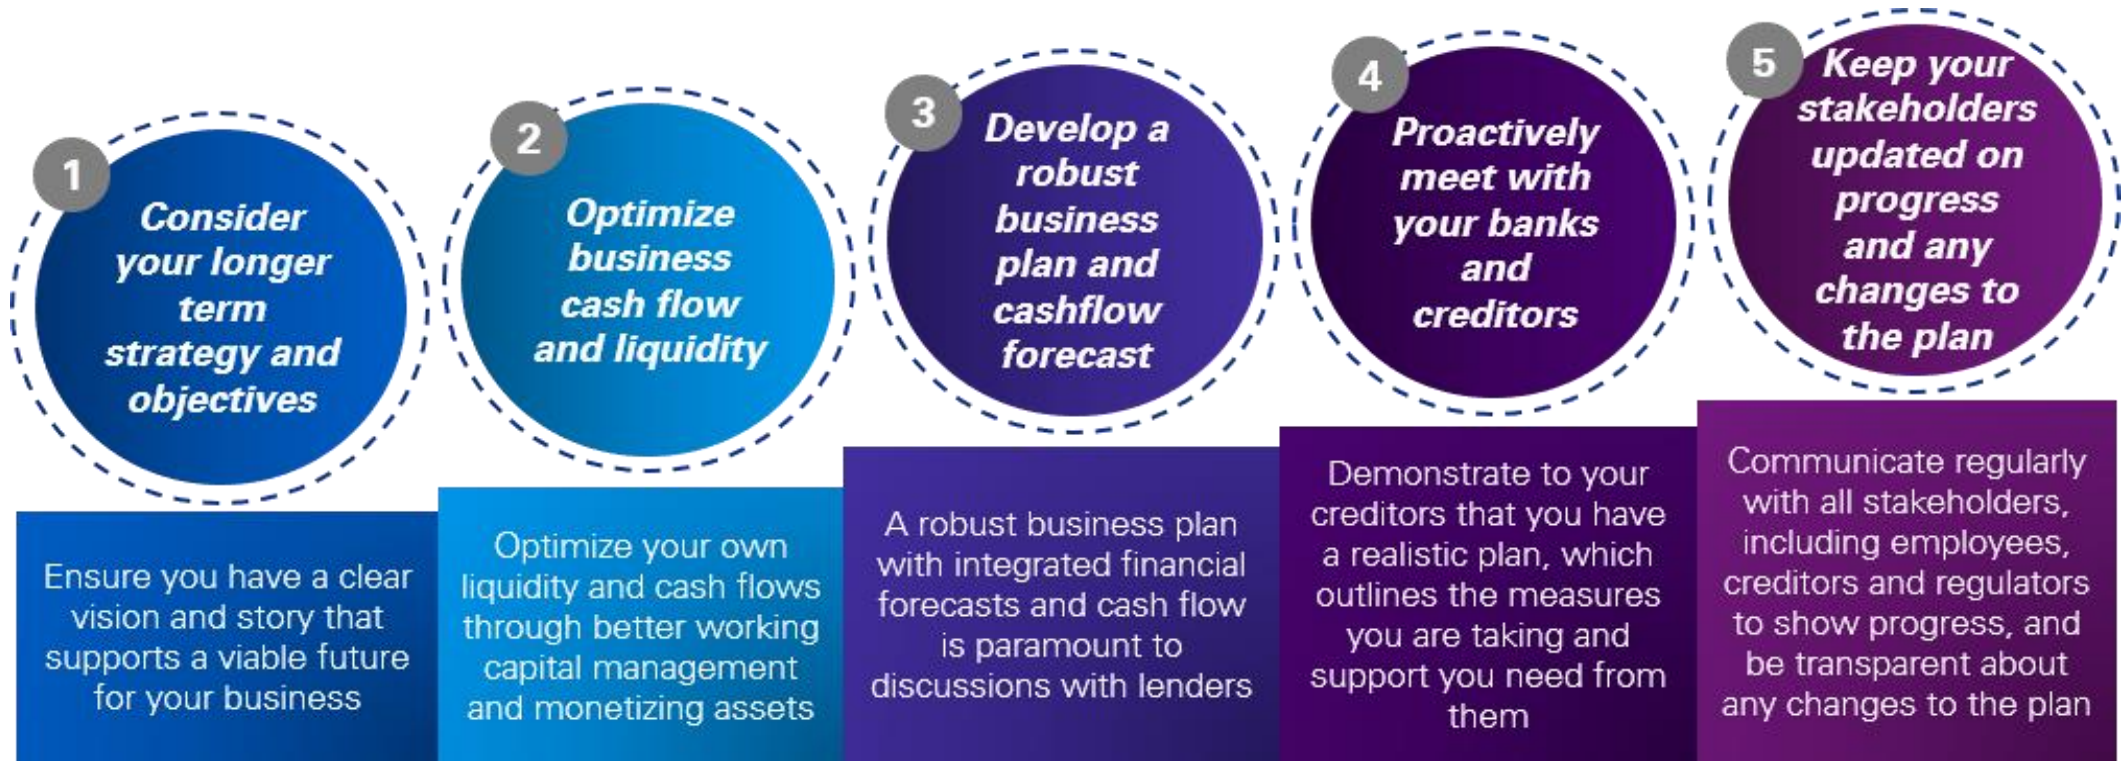 1
Consider
your longer
term
strategy and
objectives
Ensure you have a clear
vision and story that
supports a viable future
for your business
2
Optimize
business
cash flow
and liquidity
Optimize your own
liquidity and cash flows
through better working
capital management
and monetizing assets
3
Develop a
robust
business
plan and
cashflow
forecast
A robust business plan
with integrated financial
forecasts and cash flow
is paramount to
discussions with lenders
4
Proactively
meet with
your banks
and
creditors
Demonstrate to your
creditors that you have
a realistic plan, which
outlines the measures
you are taking and
support you need from
them
5
Keep your
stakeholders
updated on
progress
and any
changes to
the plan
Communicate regularly
with all stakeholders,
including employees,
creditors and regulators
to show progress, and
be transparent about
any changes to the plan